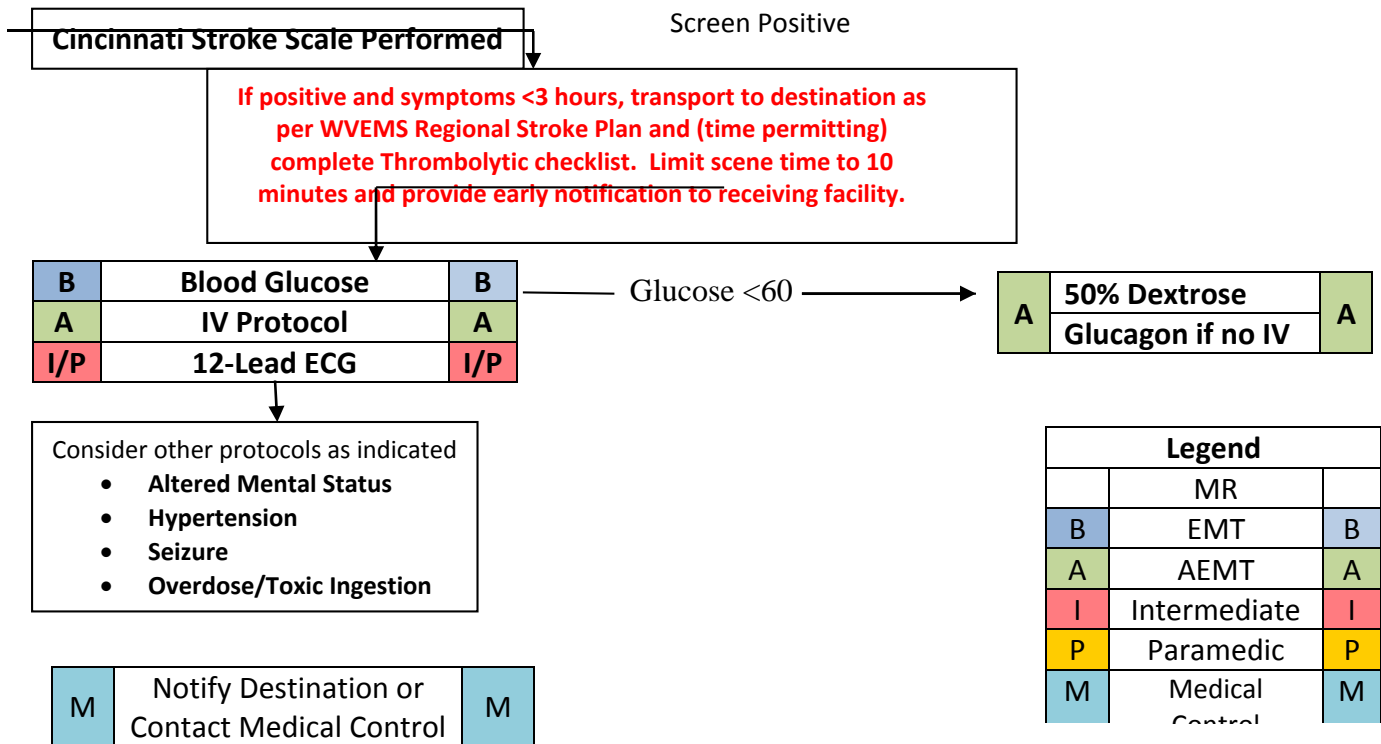 Screen Positive
Cincinnati Stroke Scale Performed
If positive and symptoms <3 hours, transport to destination as
per WVEMS Regional Stroke Plan and (time permitting)
complete Thrombolytic checklist. Limit scene time to 10
minutes and provide early notification to receiving facility.
B Blood Glucose B
A IV Protocol A
I/P 12-Lead ECG I/P
Glucose <60
A 50% Dextrose A
Glucagon if no IV
Consider other protocols as indicated
• Altered Mental Status
• Hypertension
• Seizure
• Overdose/Toxic Ingestion
Legend
MR
B EMT B
A AEMT A
I Intermediate I
P Paramedic P
M Medical M
Control
M Notify Destination or M
Contact Medical Control